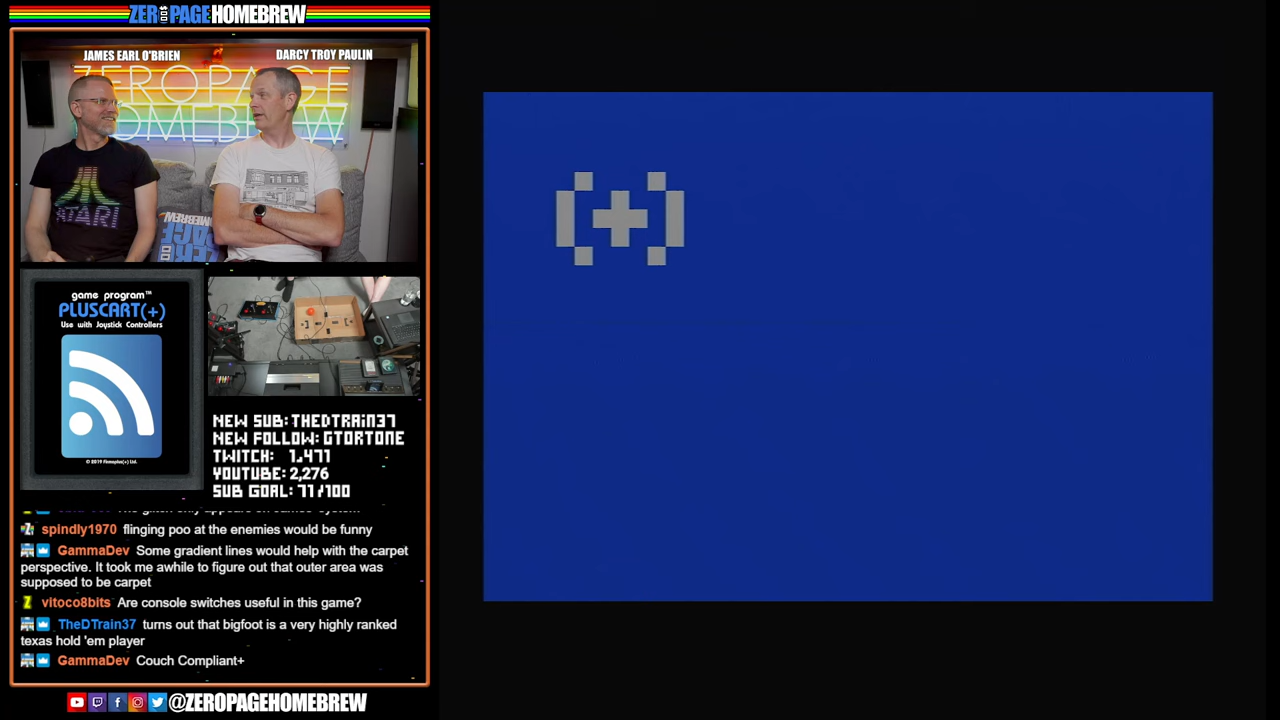 ZEROPAGE HOMEBREW
JAMES EARL O'BRIEN
DARCY TROY PAULIN
ZEROPAGE
HOMEBREW
ATARI
game program™
PLUSCART(+)
Use with Joystick Controllers
NEW SUB: THEDTRAIN37
NEW FOLLOW: GTORTONE
TWITCH: 1,471
YOUTUBE: 2,276
SUB GOAL: 71/100
spindly1970 flinging poo at the enemies would be funny
GammaDev Some gradient lines would help with the carpet
perspective. It took me awhile to figure out that outer area was
supposed to be carpet
vitoco8bits Are console switches useful in this game?
TheDTrain37 turns out that bigfoot is a very highly ranked
texas hold 'em player
GammaDev Couch Compliant+
@ZEROPAGEHOMEBREW
(+)